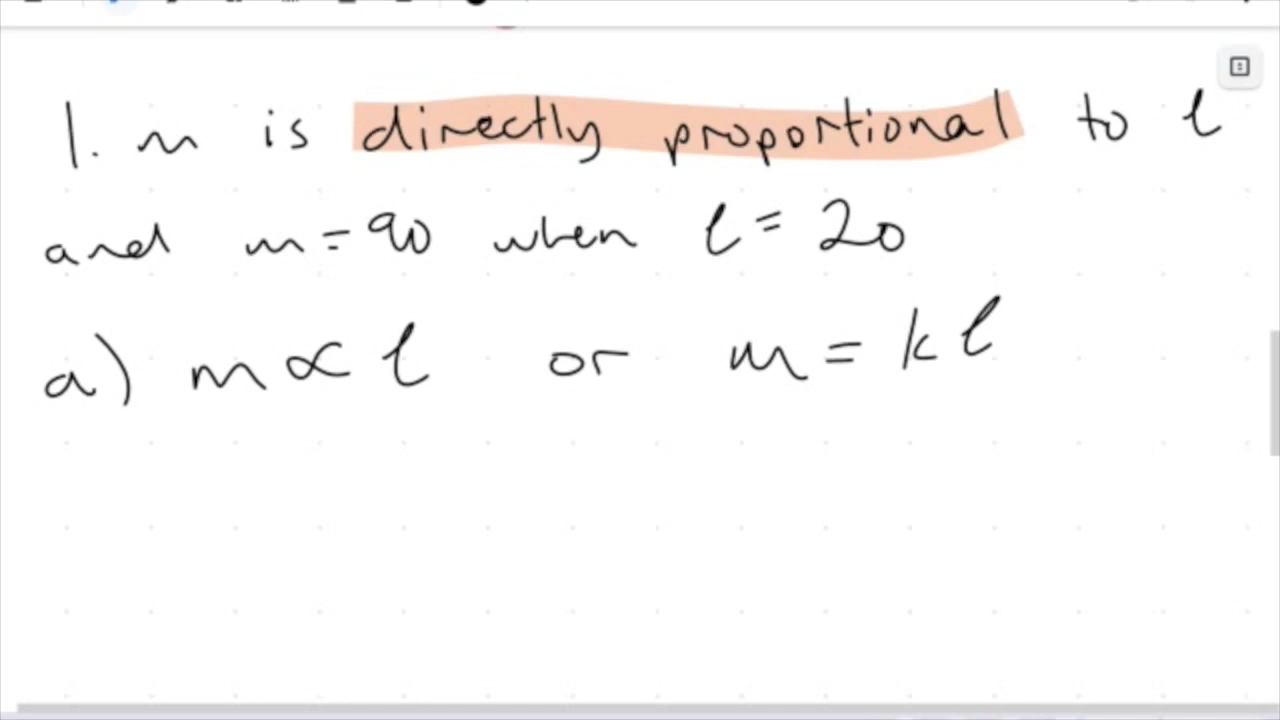 1. m is directly proportional to l
and m = 90 when l = 20
a) m ∝ l or m = kl